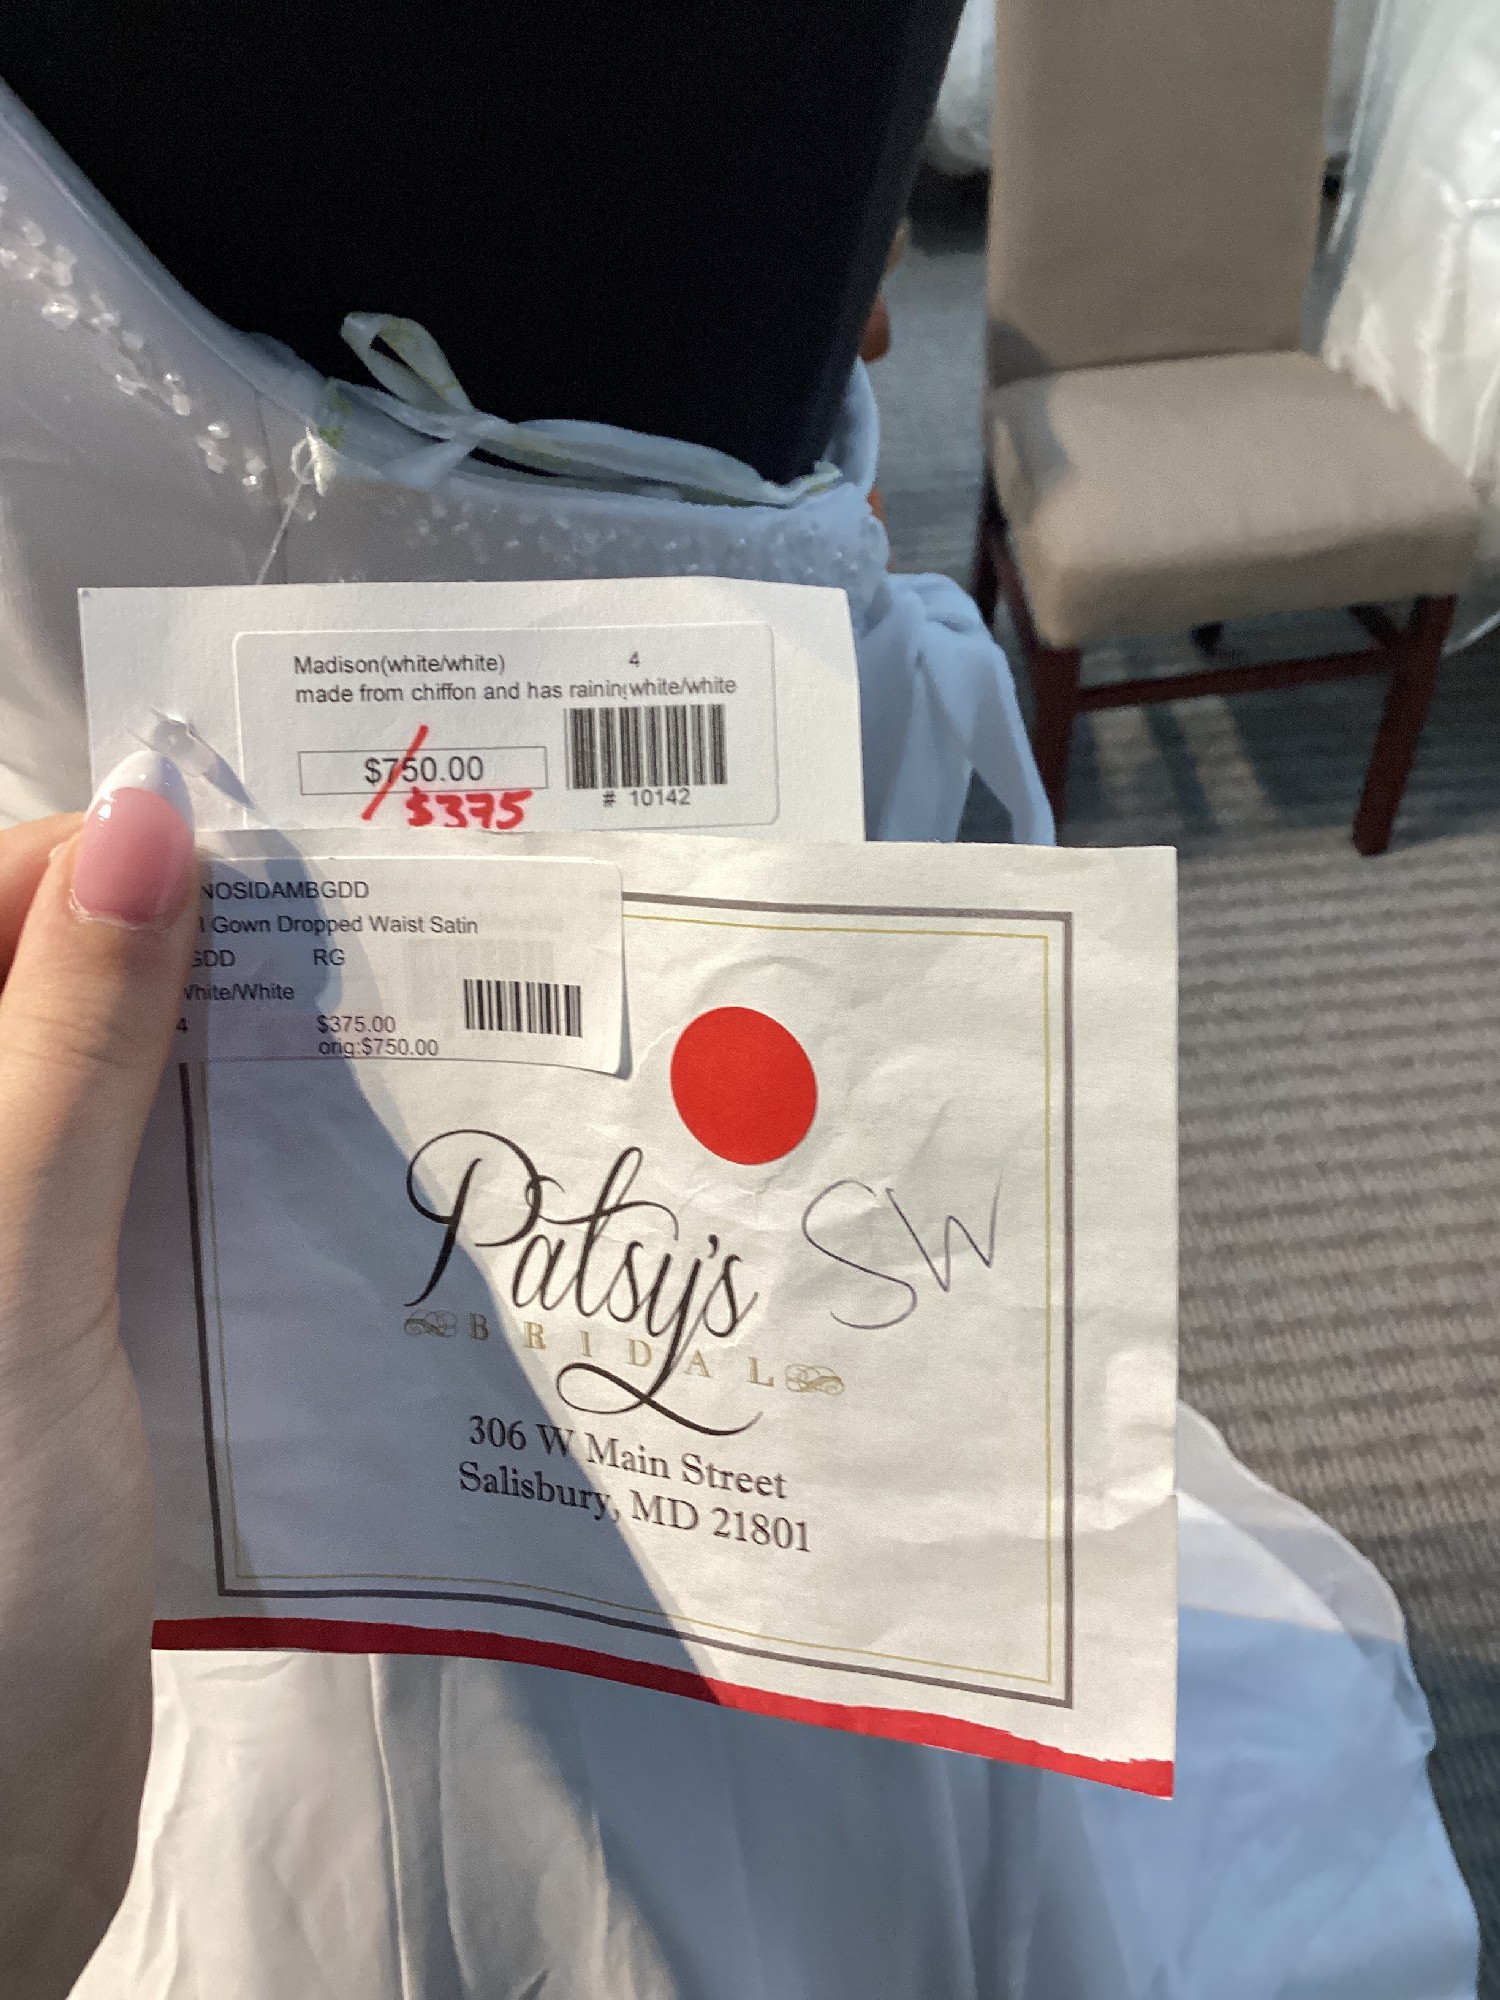 Madison(white/white) 4
made from chiffon and has rainin white/white
$750.00
$375
# 10142
NOSIDAMBGDD
Gown Dropped Waist Satin
GDD RG
White/White
4 $375.00
orig:$750.00
Patsy's
SW
BRIDAL
306 W Main Street
Salisbury, MD 21801